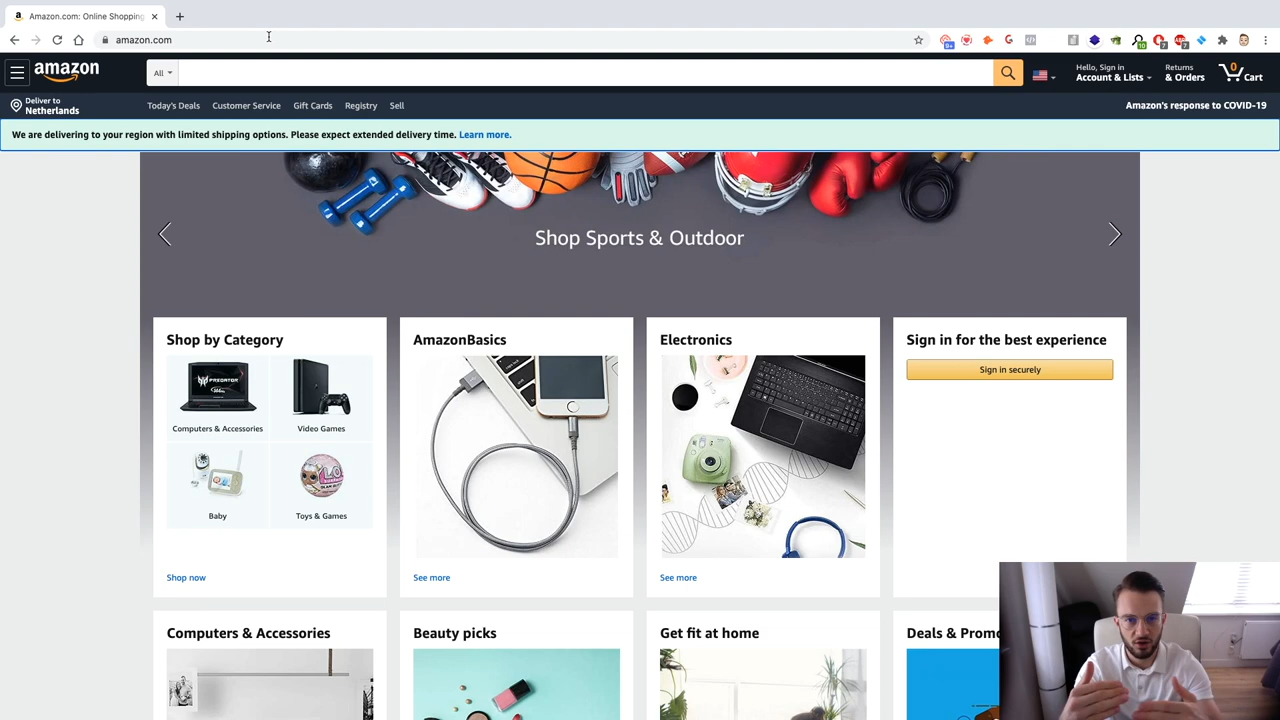 Amazon.com: Online Shopping
amazon.com
amazon
All
Hello, Sign in
Account & Lists
Returns
& Orders
0
Cart
Deliver to
Netherlands
Today's Deals
Customer Service
Gift Cards
Registry
Sell
Amazon's response to COVID-19
We are delivering to your region with limited shipping options. Please expect extended delivery time. Learn more.
Shop Sports & Outdoor
Shop by Category
Computers & Accessories
Video Games
Baby
Toys & Games
Shop now
AmazonBasics
See more
Electronics
See more
Sign in for the best experience
Sign in securely
Computers & Accessories
Beauty picks
Get fit at home
Deals & Promo